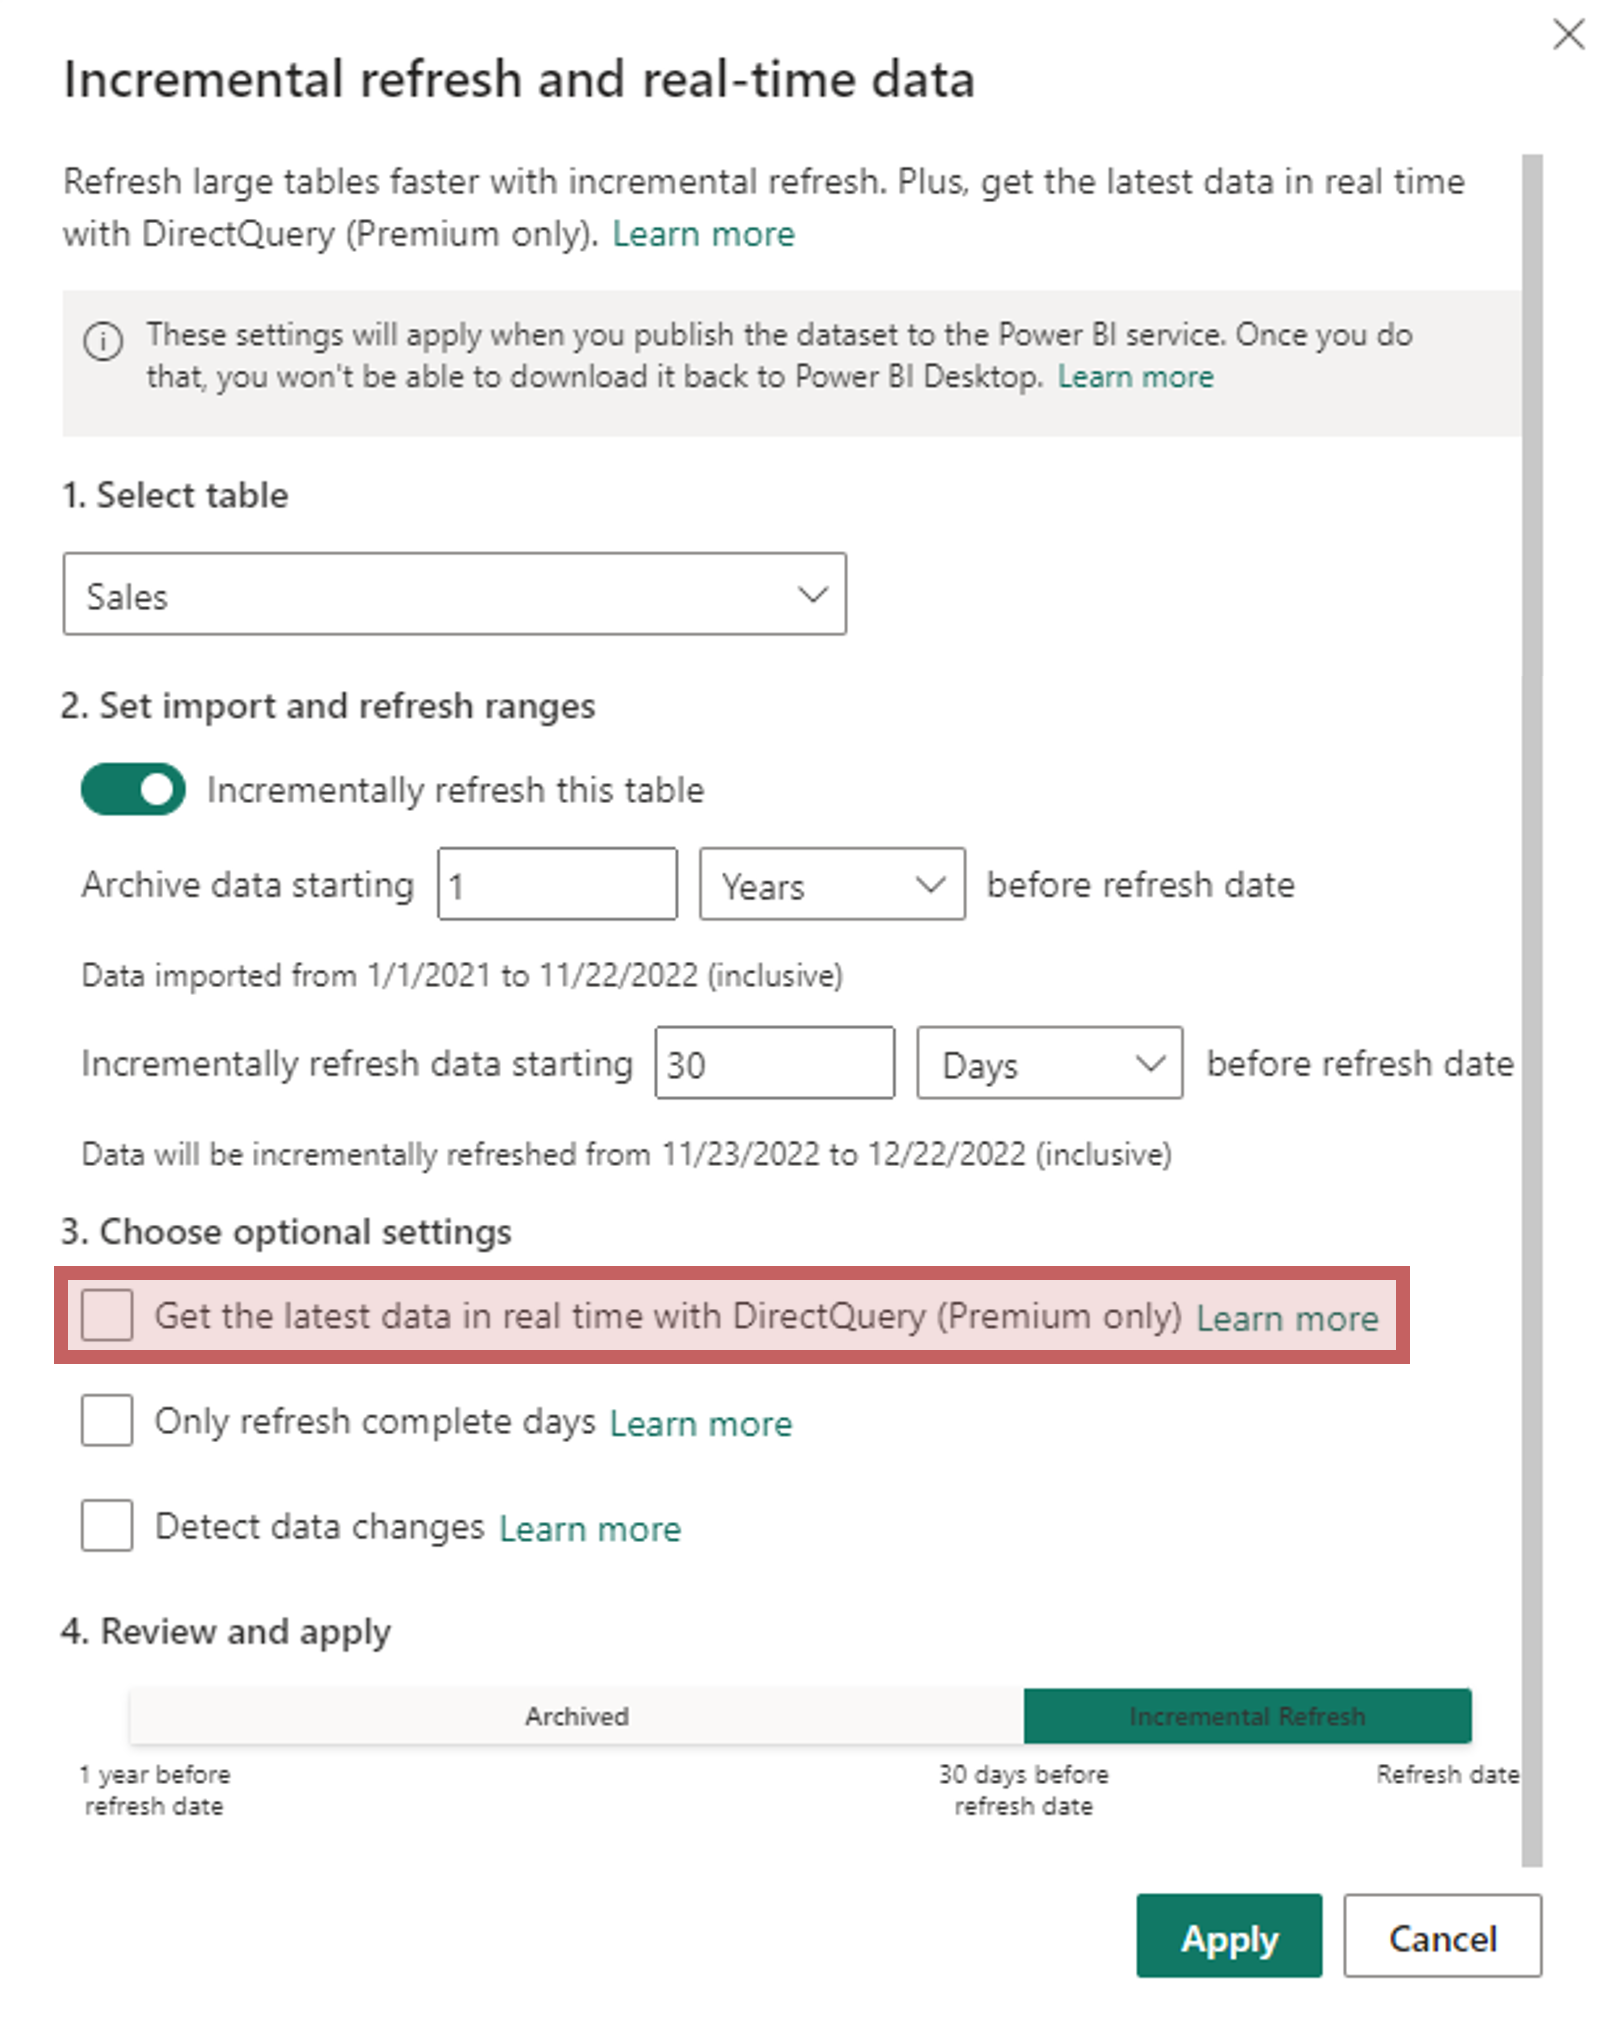 Incremental refresh and real-time data
Refresh large tables faster with incremental refresh. Plus, get the latest data in real time
with DirectQuery (Premium only). Learn more
These settings will apply when you publish the dataset to the Power BI service. Once you do
that, you won't be able to download it back to Power BI Desktop. Learn more
1. Select table
Sales
2. Set import and refresh ranges
Incrementally refresh this table
Archive data starting 1 Years before refresh date
Data imported from 1/1/2021 to 11/22/2022 (inclusive)
Incrementally refresh data starting 30 Days before refresh date
Data will be incrementally refreshed from 11/23/2022 to 12/22/2022 (inclusive)
3. Choose optional settings
Get the latest data in real time with DirectQuery (Premium only) Learn more
Only refresh complete days Learn more
Detect data changes Learn more
4. Review and apply
Archived Incremental Refresh
1 year before 30 days before Refresh date
refresh date refresh date
Apply Cancel